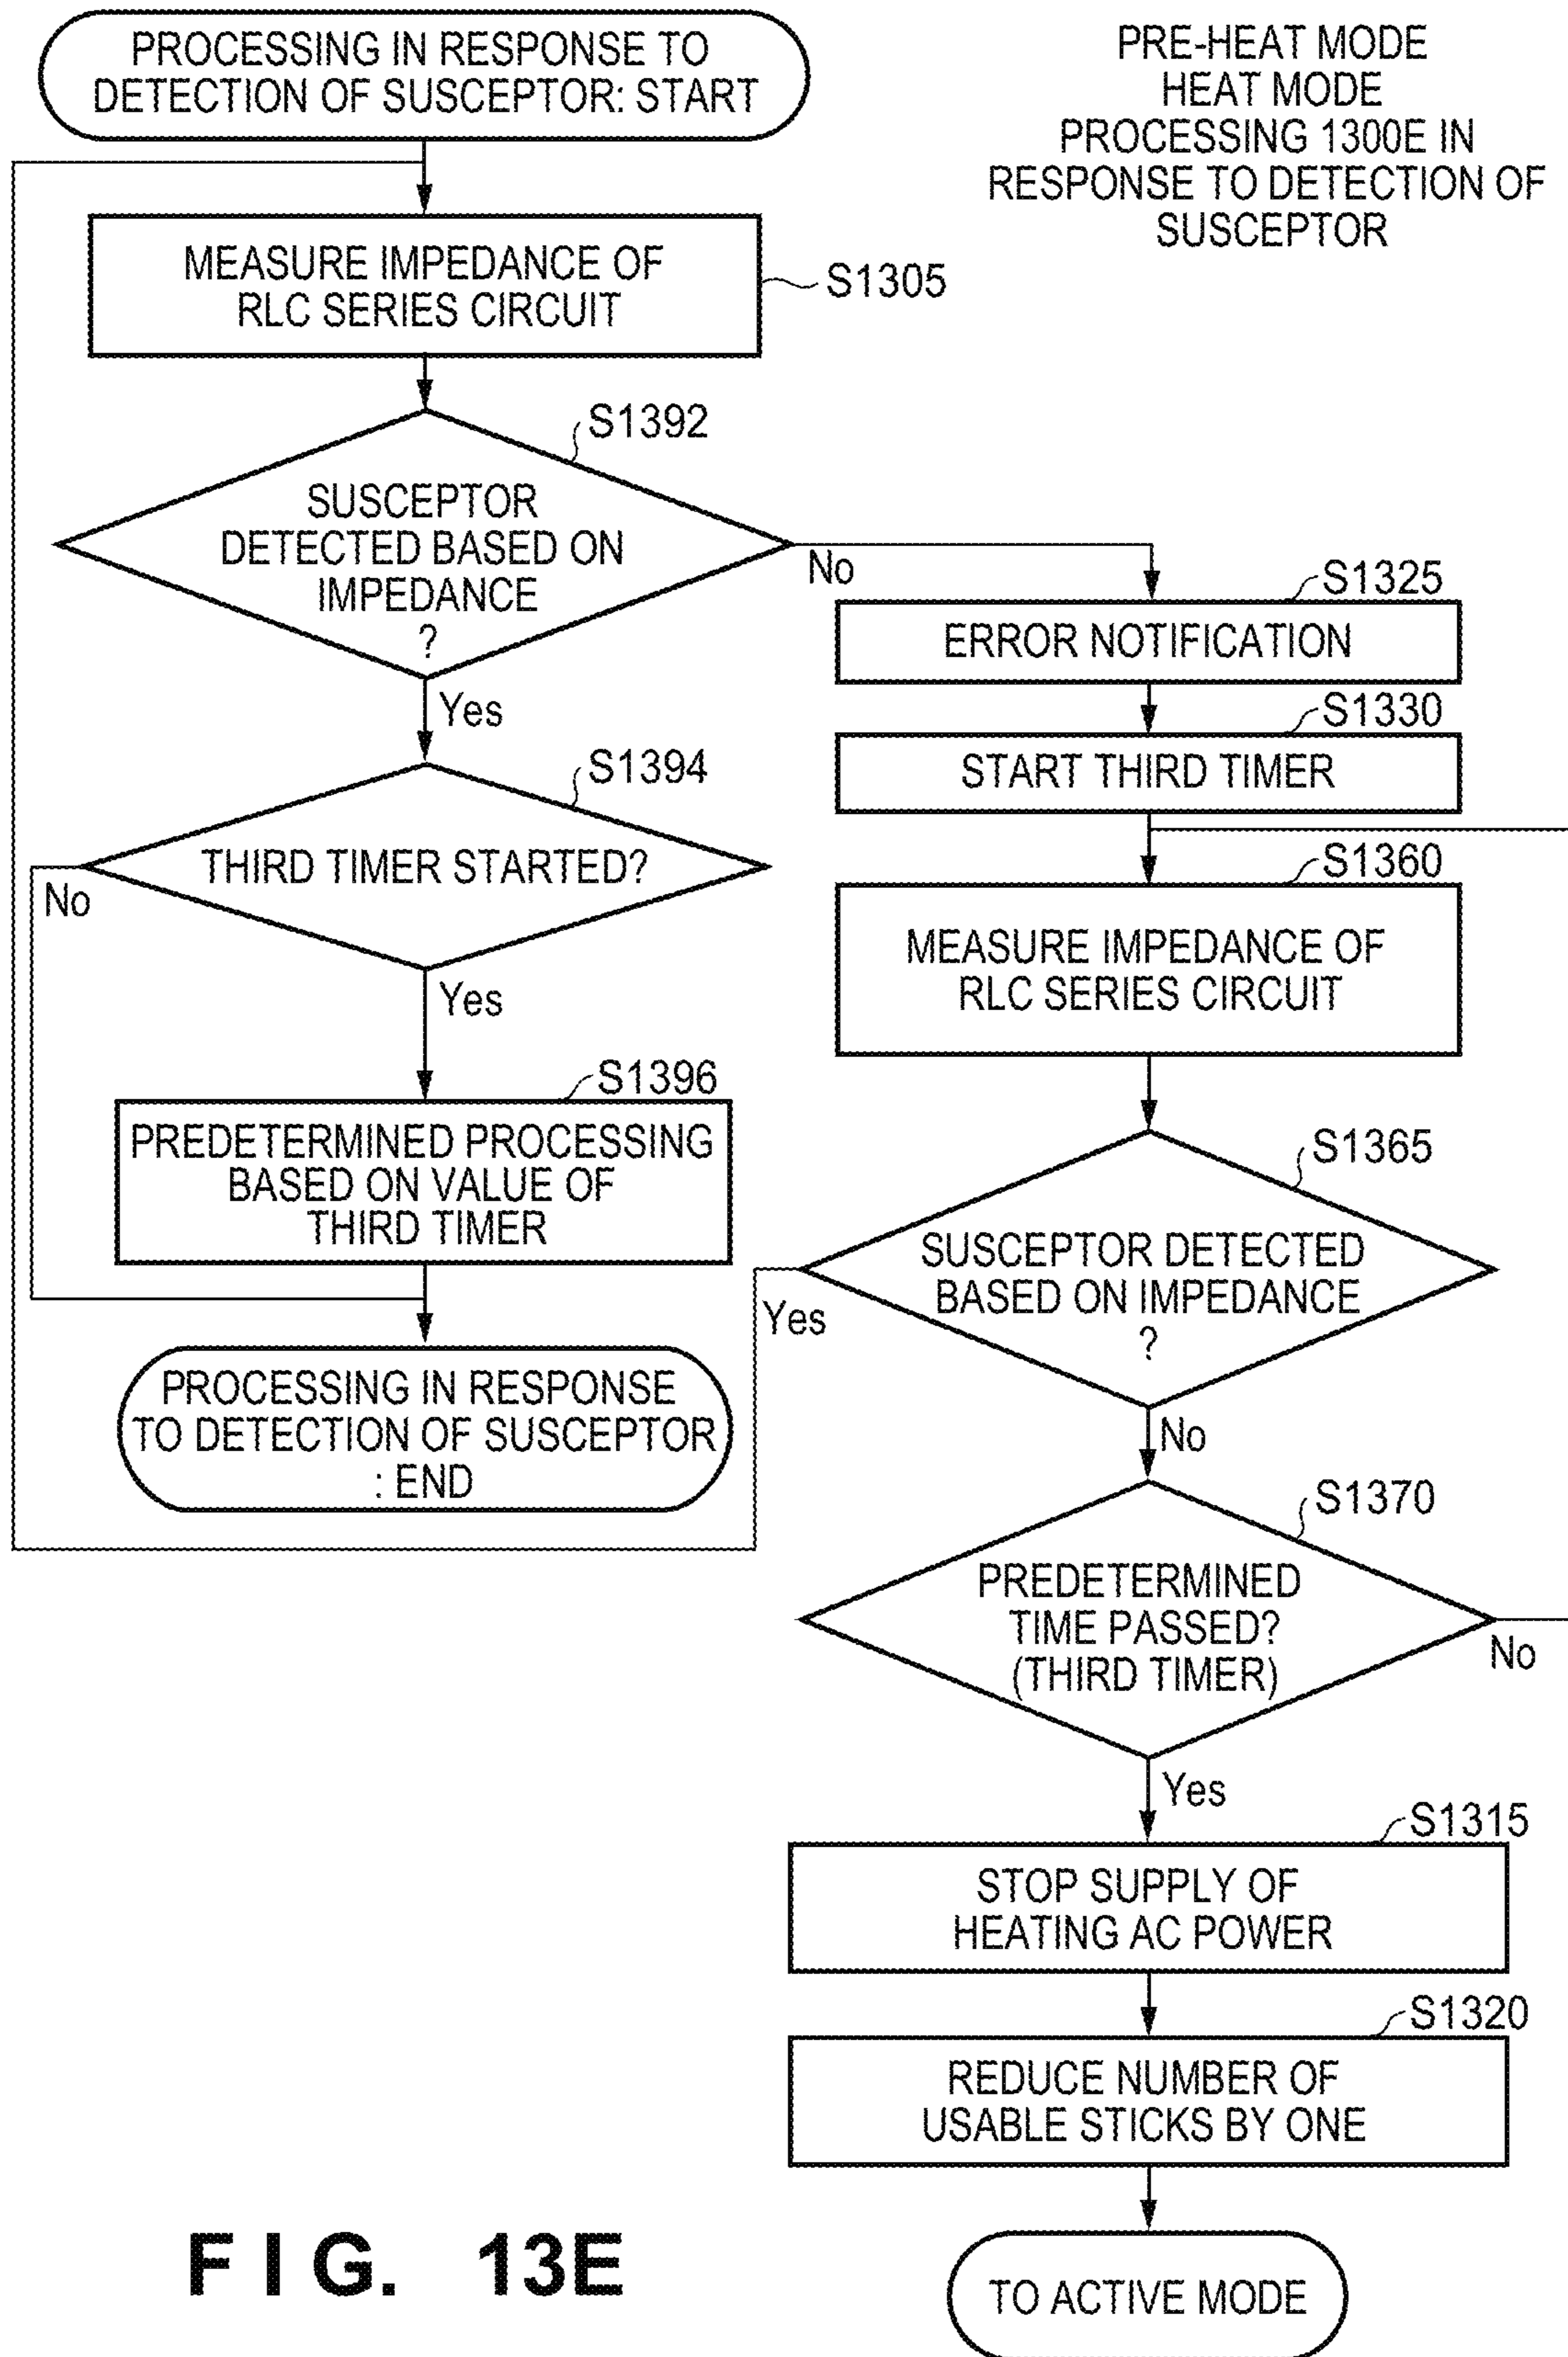 PROCESSING IN RESPONSE TO
DETECTION OF SUSCEPTOR: START
PRE-HEAT MODE
HEAT MODE
PROCESSING 1300E IN
RESPONSE TO DETECTION OF
SUSCEPTOR
MEASURE IMPEDANCE OF
RLC SERIES CIRCUIT
S1305
S1392
SUSCEPTOR
DETECTED BASED ON
IMPEDANCE
?
No
Yes
S1394
THIRD TIMER STARTED?
No
Yes
S1396
PREDETERMINED PROCESSING
BASED ON VALUE OF
THIRD TIMER
PROCESSING IN RESPONSE
TO DETECTION OF SUSCEPTOR
: END
S1325
ERROR NOTIFICATION
S1330
START THIRD TIMER
S1360
MEASURE IMPEDANCE OF
RLC SERIES CIRCUIT
S1365
SUSCEPTOR DETECTED
BASED ON IMPEDANCE
?
Yes
No
S1370
PREDETERMINED
TIME PASSED?
(THIRD TIMER)
No
Yes
S1315
STOP SUPPLY OF
HEATING AC POWER
S1320
REDUCE NUMBER OF
USABLE STICKS BY ONE
TO ACTIVE MODE
FIG. 13E